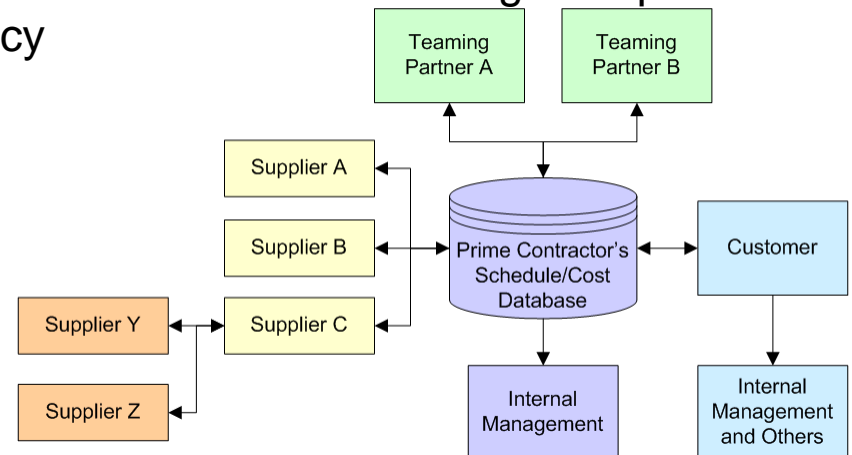 cy
Teaming
Partner A
Teaming
Partner B
Supplier A
Supplier B
Prime Contractor’s
Schedule/Cost
Database
Customer
Supplier Y
Supplier C
Supplier Z
Internal
Management
Internal
Management
and Others